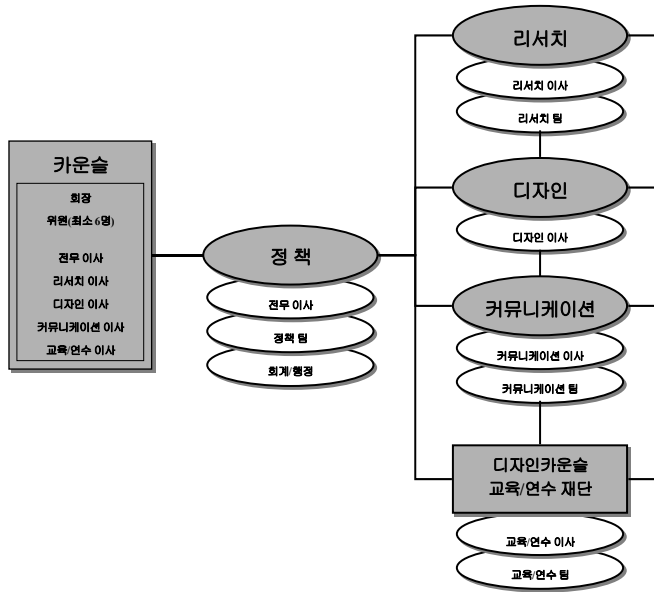 카운슬
회장
위원(최소 6명)
전무 이사
리서치 이사
디자인 이사
커뮤니케이션 이사
교육/연수 이사
정 책
전무 이사
정책 팀
회계/행정
리서치
리서치 이사
리서치 팀
디자인
디자인 이사
커뮤니케이션
커뮤니케이션 이사
커뮤니케이션 팀
디자인카운슬
교육/연수 재단
교육/연수 이사
교육/연수 팀